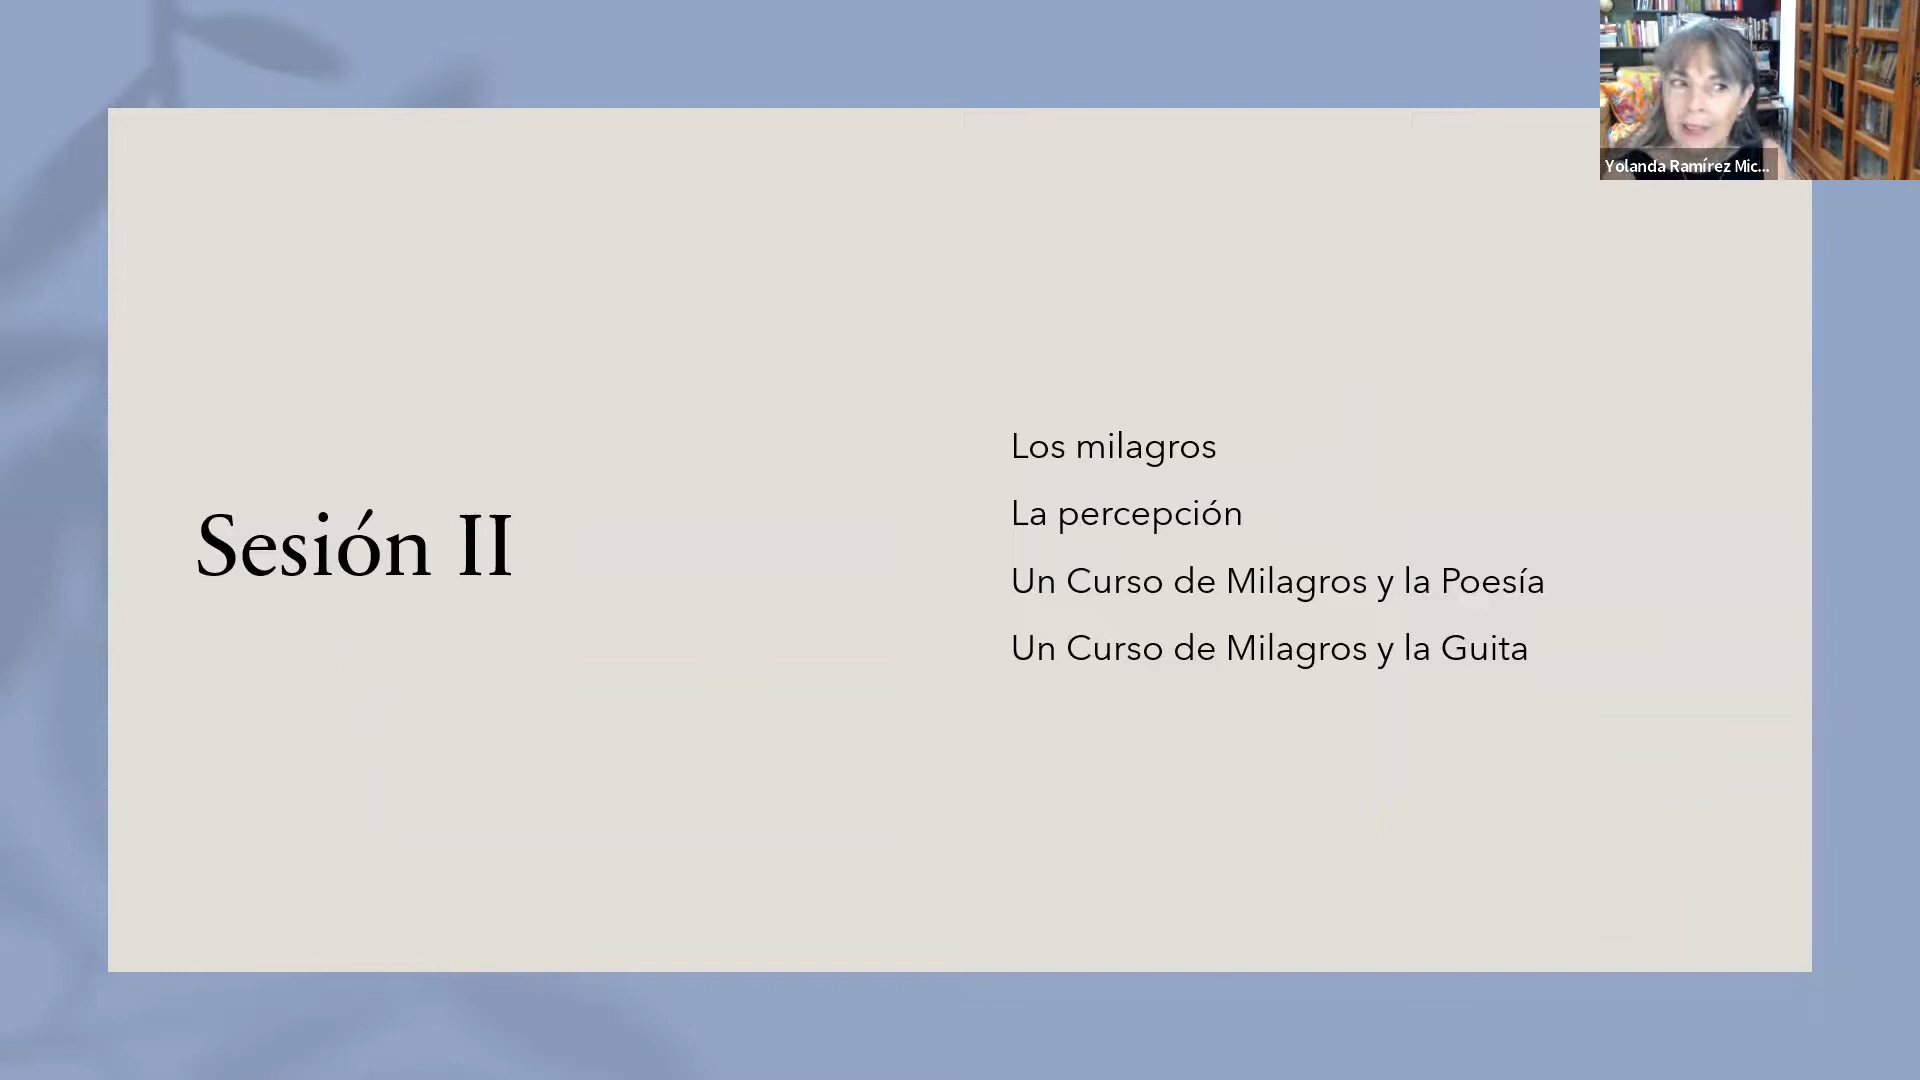 Yolanda Ramírez Mic...
Sesión II
Los milagros
La percepción
Un Curso de Milagros y la Poesía
Un Curso de Milagros y la Guita